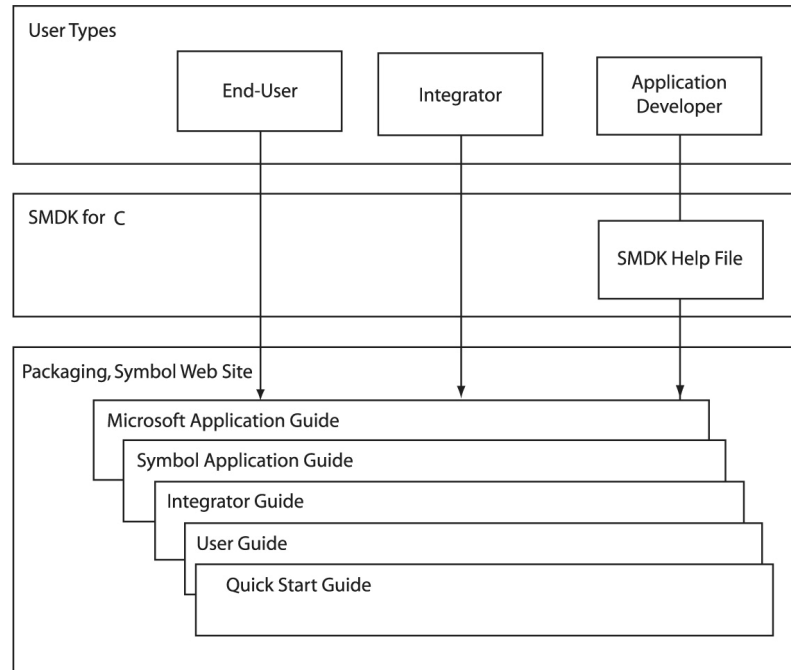 User Types
End-User
Integrator
Application
Developer
SMDK for C
SMDK Help File
Packaging, Symbol Web Site
Microsoft Application Guide
Symbol Application Guide
Integrator Guide
User Guide
Quick Start Guide